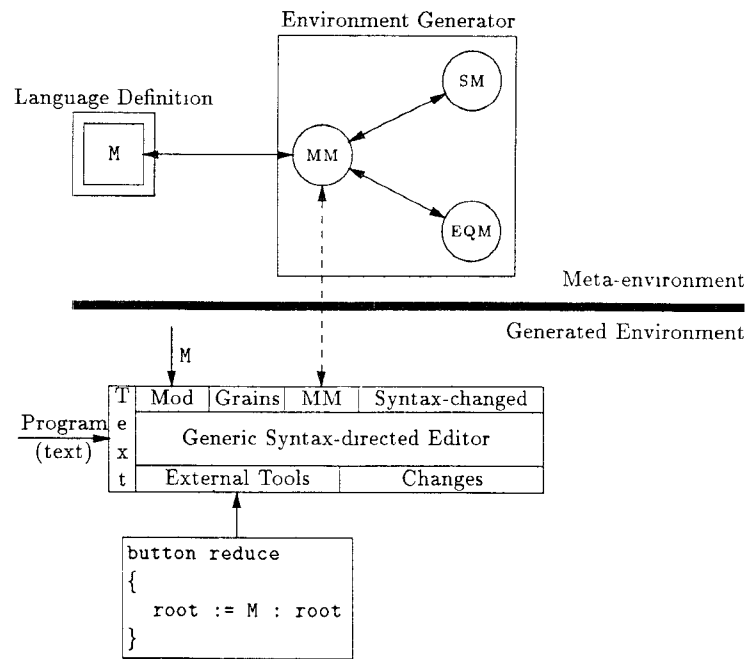 Environment Generator
SM
Language Definition
M
MM
EQM
Meta-environment
Generated Environment
M
Text
Mod
Grains
MM
Syntax-changed
Program
(text)
Generic Syntax-directed Editor
External Tools
Changes
button reduce
{
root := M : root
}